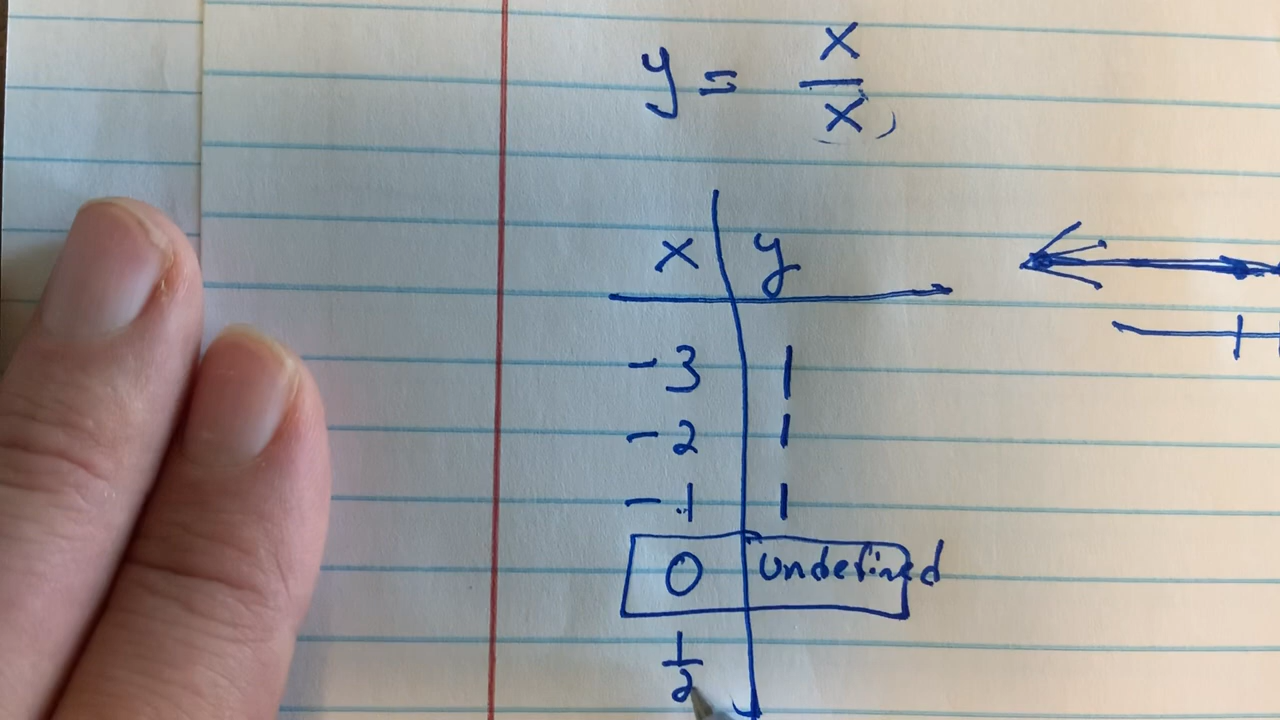 y = x/x
x y
-3 1
-2 1
-1 1
0 undefined
1/2